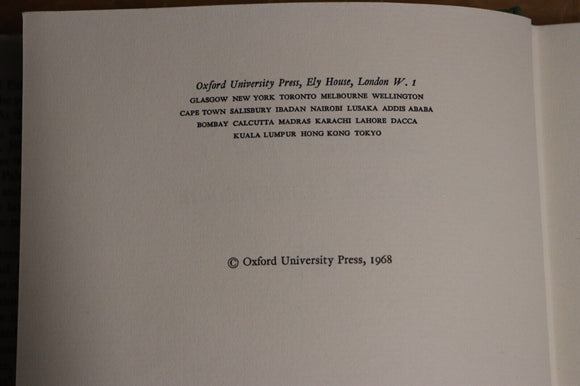 Oxford University Press, Ely House, London W. 1
GLASGOW NEW YORK TORONTO MELBOURNE WELLINGTON
CAPE TOWN SALISBURY IBADAN NAIROBI LUSAKA ADDIS ABABA
BOMBAY CALCUTTA MADRAS KARACHI LAHORE DACCA
KUALA LUMPUR HONG KONG TOKYO
© Oxford University Press, 1968